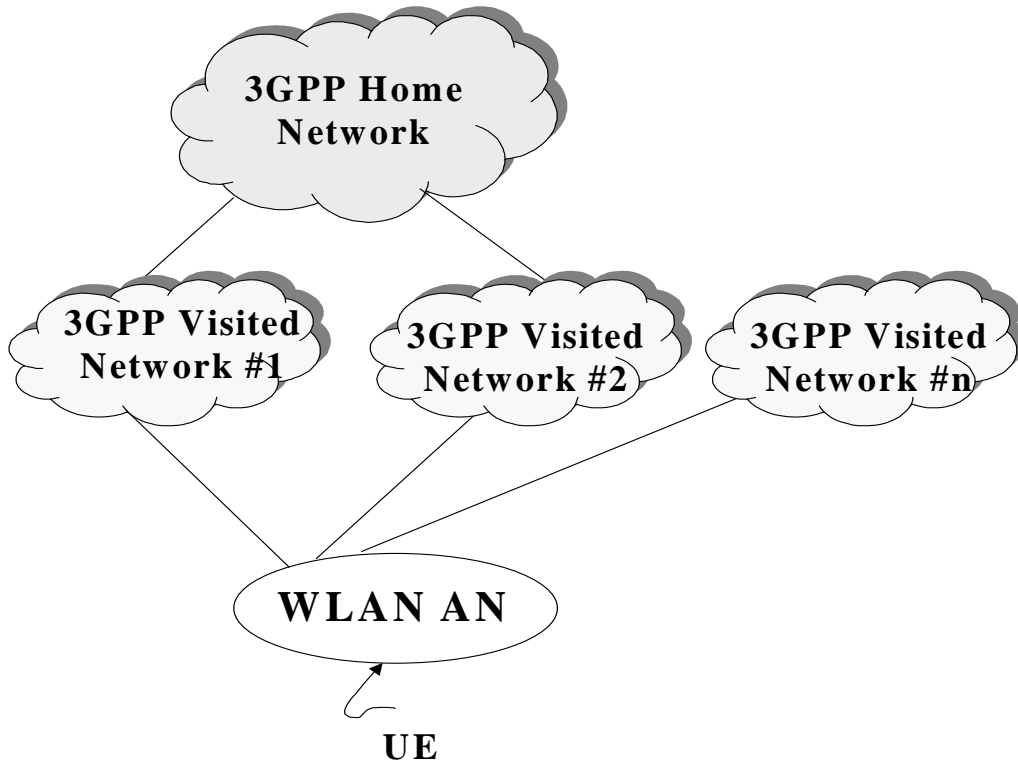 3GPP Home
Network
3GPP Visited
Network #1
3GPP Visited
Network #2
3GPP Visited
Network #n
WLAN AN
UE